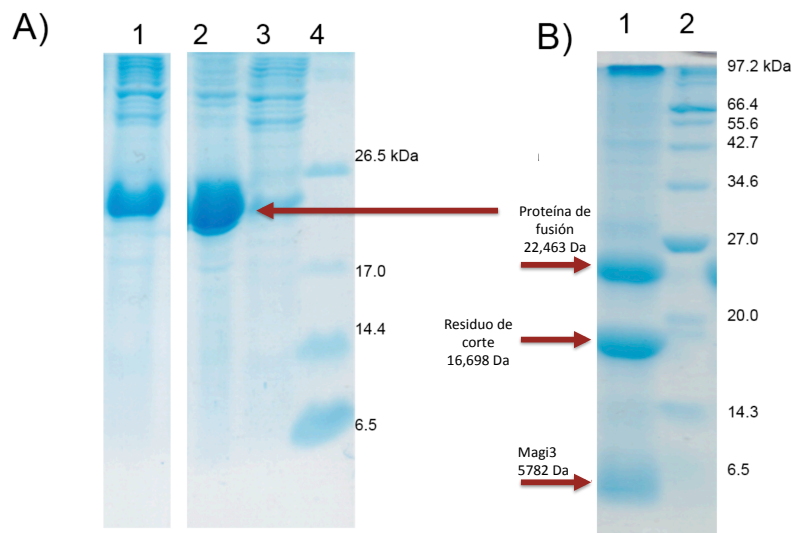 A)
1
2
3
4
26.5 kDa
17.0
14.4
6.5
B)
1
2
97.2 kDa
66.4
55.6
42.7
34.6
27.0
20.0
14.3
6.5
Proteína de
fusión
22,463 Da
Residuo de
corte
16,698 Da
Magi3
5782 Da